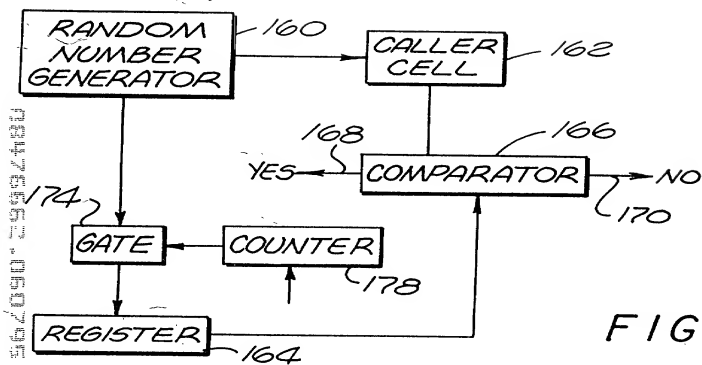 RANDOM
NUMBER
GENERATOR
160
CALLER
CELL
162
168
166
YES
COMPARATOR
NO
170
174
GATE
COUNTER
178
REGISTER
164
FIG